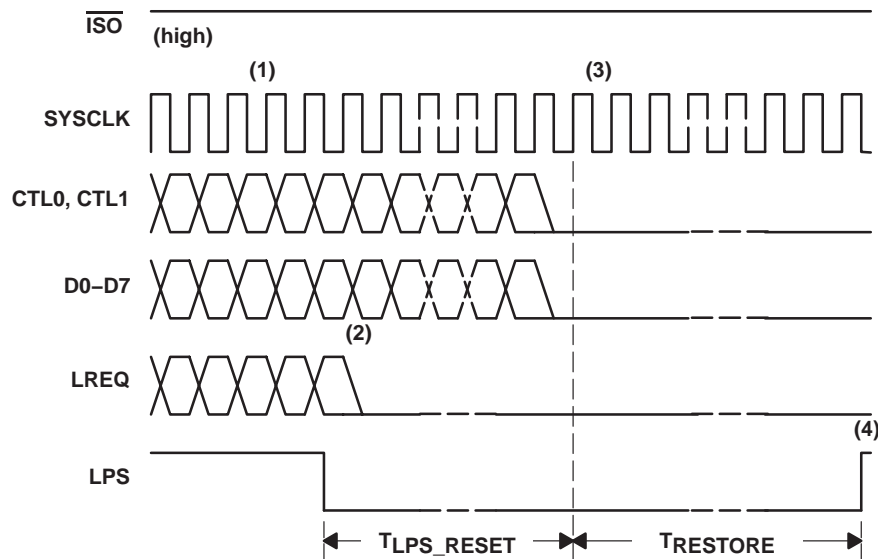 ISO
(high)
(1)
(3)
SYSCLK
CTL0, CTL1
D0–D7
(2)
LREQ
(4)
LPS
TLPS_RESET
TRESTORE